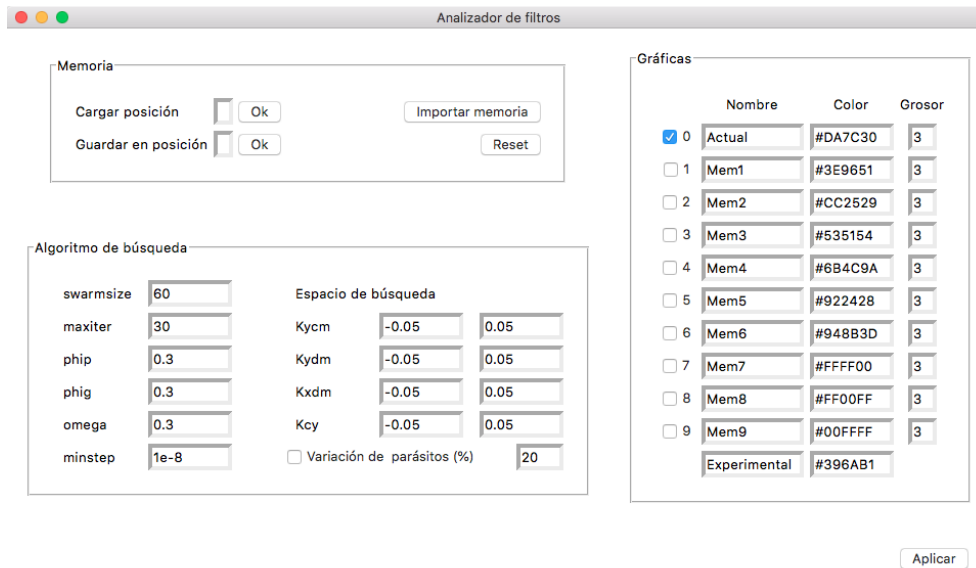 Analizador de filtros
Memoria
Cargar posición Ok Importar memoria
Guardar en posición Ok Reset
Algoritmo de búsqueda
swarmsize 60 Espacio de búsqueda
maxiter 30 Kycm -0.05 0.05
phip 0.3 Kydm -0.05 0.05
phig 0.3 Kxdm -0.05 0.05
omega 0.3 Kcy -0.05 0.05
minstep 1e-8 Variación de parásitos (%) 20
Gráficas
Nombre Color Grosor
0 Actual #DA7C30 3
1 Mem1 #3E9651 3
2 Mem2 #CC2529 3
3 Mem3 #535154 3
4 Mem4 #6B4C9A 3
5 Mem5 #922428 3
6 Mem6 #948B3D 3
7 Mem7 #FFFF00 3
8 Mem8 #FF00FF 3
9 Mem9 #00FFFF 3
Experimental #396AB1
Aplicar